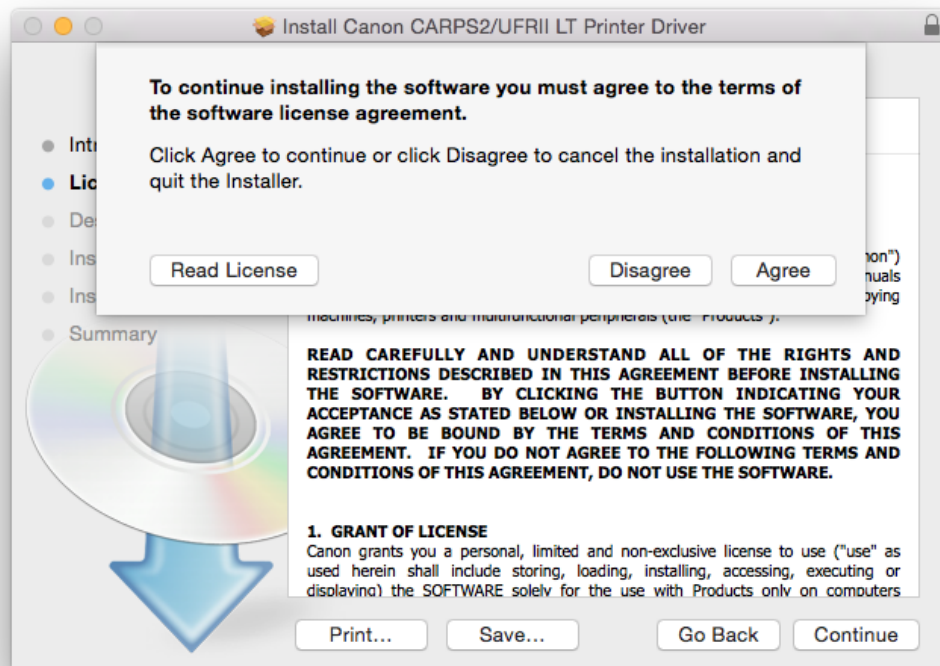 Install Canon CARPS2/UFRII LT Printer Driver
To continue installing the software you must agree to the terms of
the software license agreement.
Click Agree to continue or click Disagree to cancel the installation and
quit the Installer.
Read License
Disagree
Agree
Summary
READ CAREFULLY AND UNDERSTAND ALL OF THE RIGHTS AND
RESTRICTIONS DESCRIBED IN THIS AGREEMENT BEFORE INSTALLING
THE SOFTWARE. BY CLICKING THE BUTTON INDICATING YOUR
ACCEPTANCE AS STATED BELOW OR INSTALLING THE SOFTWARE, YOU
AGREE TO BE BOUND BY THE TERMS AND CONDITIONS OF THIS
AGREEMENT. IF YOU DO NOT AGREE TO THE FOLLOWING TERMS AND
CONDITIONS OF THIS AGREEMENT, DO NOT USE THE SOFTWARE.
1. GRANT OF LICENSE
Canon grants you a personal, limited and non-exclusive license to use ("use" as
used herein shall include storing, loading, installing, accessing, executing or
displaying) the SOFTWARE solely for the use with Products only on computers
Print...
Save...
Go Back
Continue